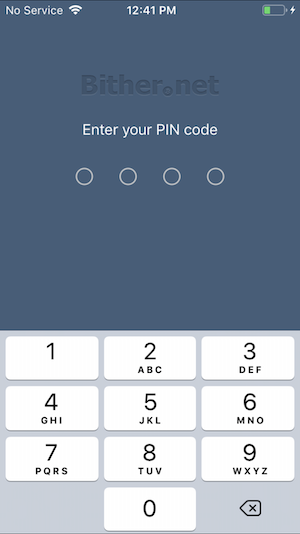 No Service 12:41 PM
Bither.net
Enter your PIN code
1 2 3
ABC DEF
4 5 6
GHI JKL MNO
7 8 9
PQRS TUV WXYZ
0